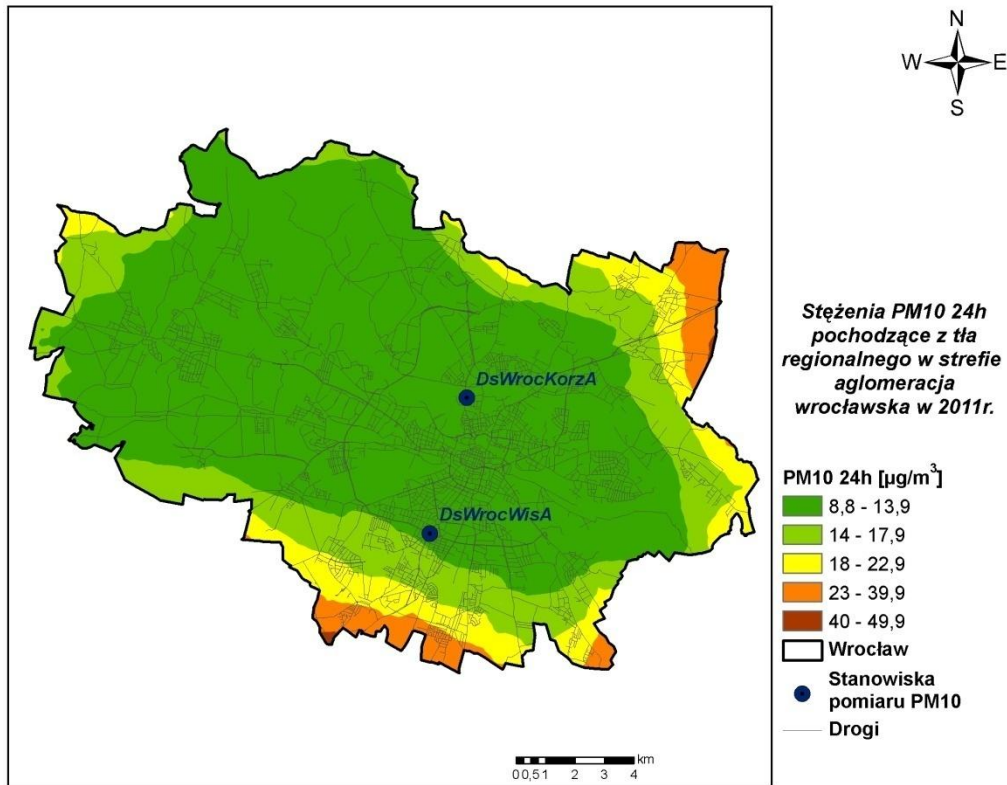 N
W E
S
Stężenia PM10 24h
pochodzące z tła
regionalnego w strefie
aglomeracja
wrocławska w 2011r.
DsWrocKorzA
DsWrocWisA
PM10 24h [µg/m³]
8,8 - 13,9
14 - 17,9
18 - 22,9
23 - 39,9
40 - 49,9
Wrocław
Stanowiska
pomiaru PM10
Drogi
km
0 0,5 1 2 3 4